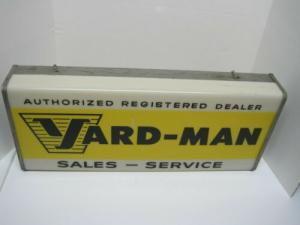 AUTHORIZED REGISTERED DEALER
YARD-MAN
SALES — SERVICE